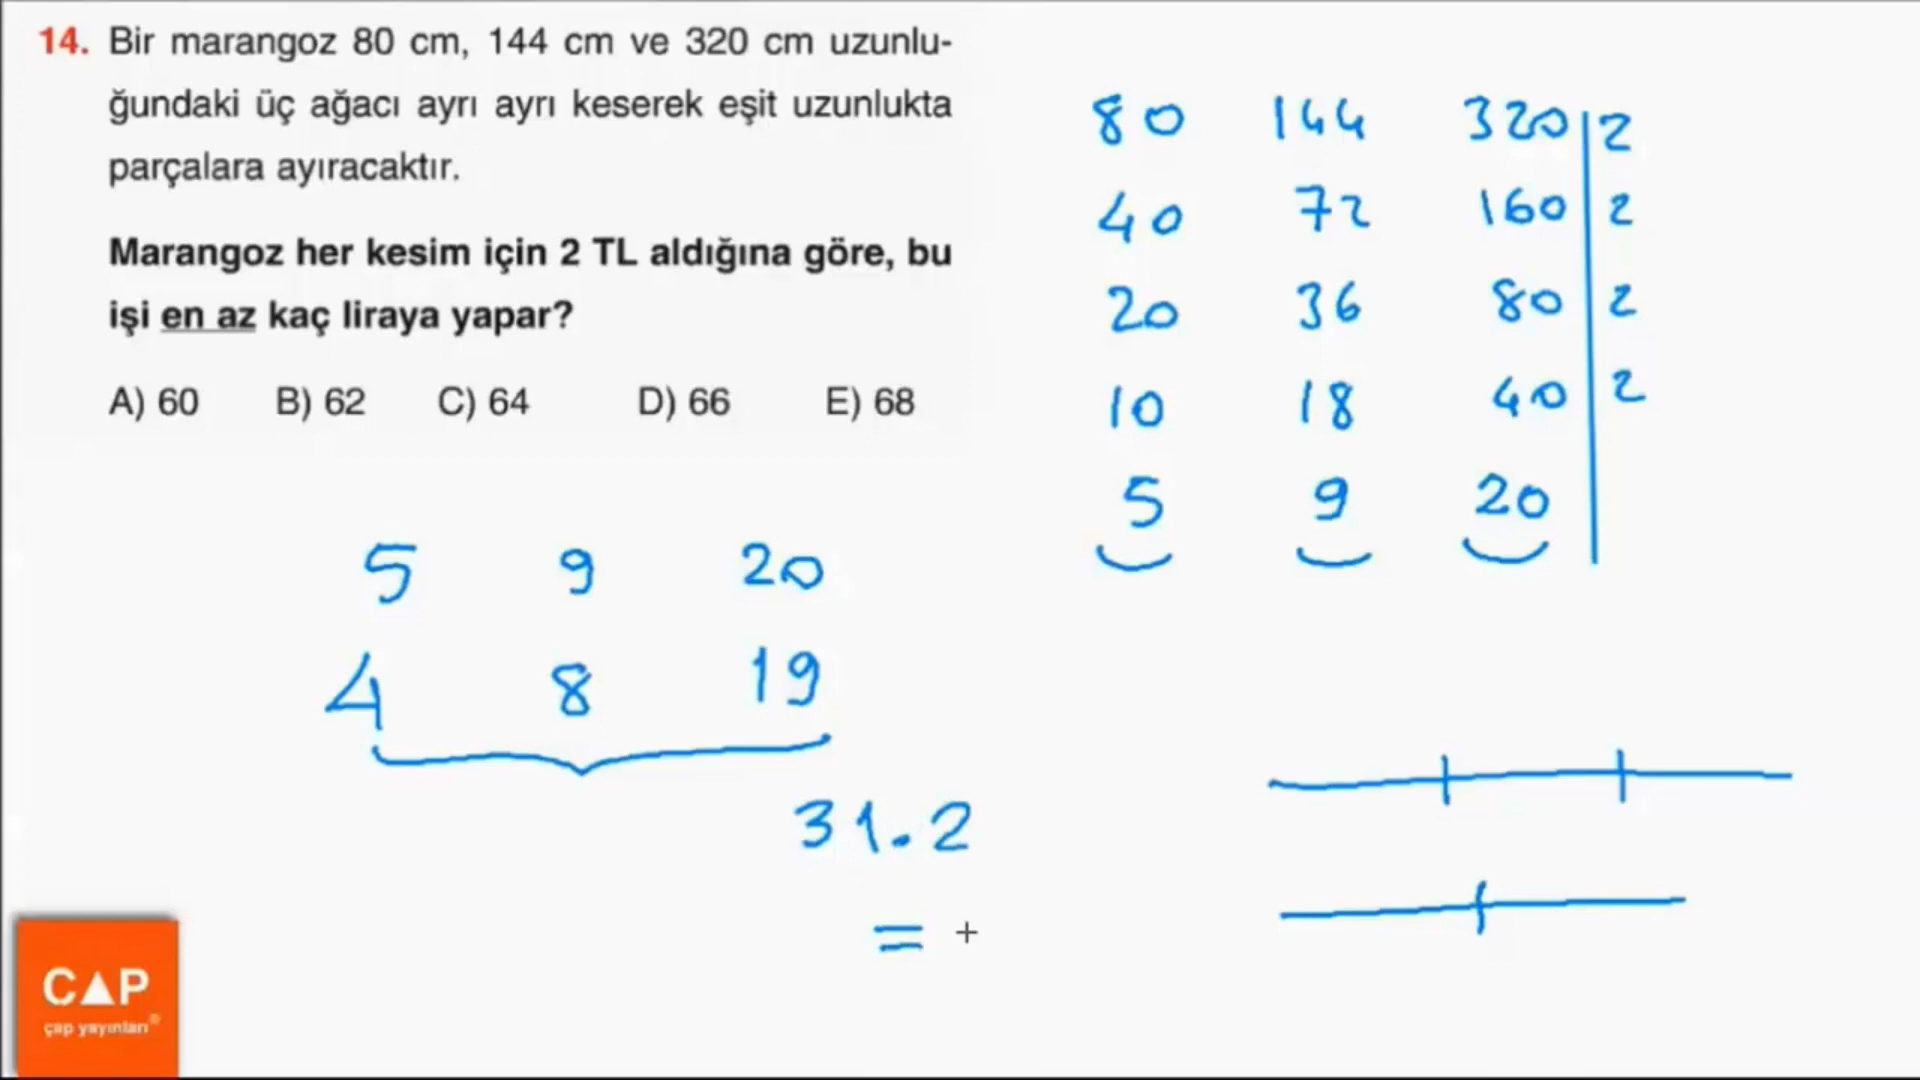 14. Bir marangoz 80 cm, 144 cm ve 320 cm uzunlu-
ğundaki üç ağacı ayrı ayrı keserek eşit uzunlukta
parçalara ayıracaktır.
Marangoz her kesim için 2 TL aldığına göre, bu
işi en az kaç liraya yapar?
A) 60 B) 62 C) 64 D) 66 E) 68
80 144 320 2
40 72 160 2
20 36 80 2
10 18 40 2
5 9 20
5 9 20
4 8 19
31.2
=
CAP
çap yayınları®